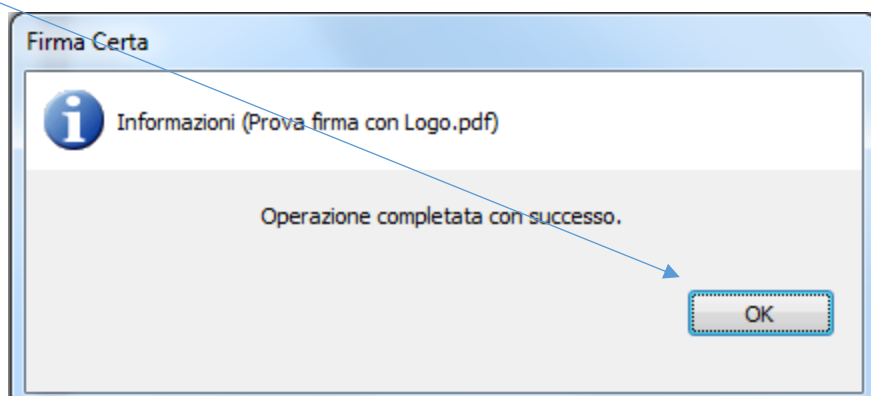 Firma Certa
Informazioni (Prova firma con Logo.pdf)
Operazione completata con successo.
OK